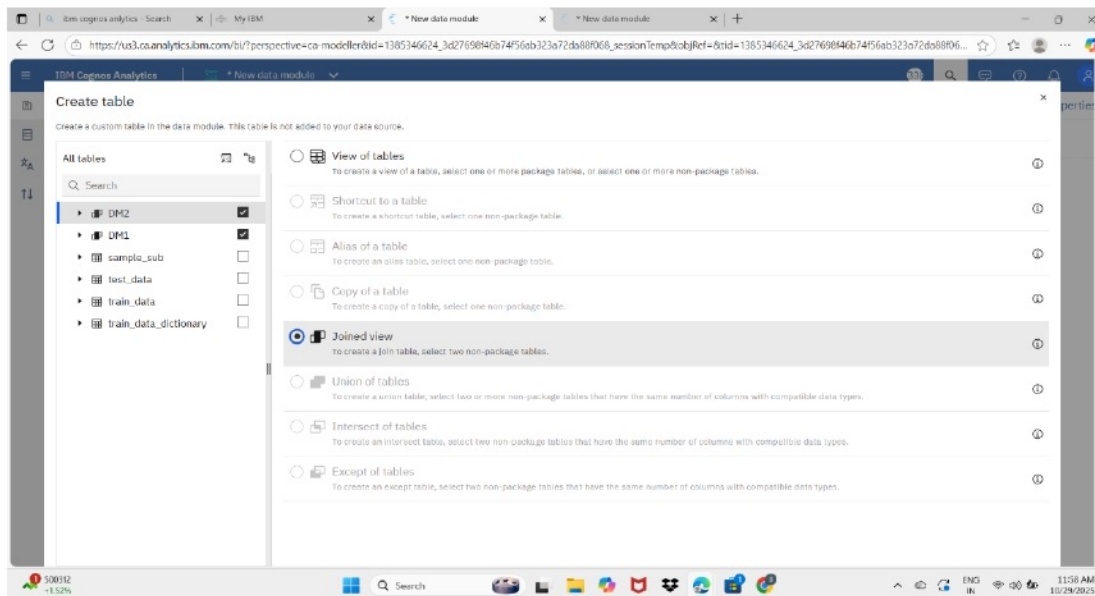 ibm cognos anlytics - Search
My IBM
* New data module
* New data module
https://us3.ca.analytics.ibm.com/bi/?perspective=ca-modeller&id=1385346624_3d27698f46b74f56ab323a72da88f068_sessionTemp&objRef=&tid=1385346624_3d27698f46b74f56ab323a72da88f06...
IBM Cognos Analytics
* New data module
Create table
perties
Create a custom table in the data module. This table is not added to your data source.
All tables
Search
DM2
DM1
sample_sub
test_data
train_data
train_data_dictionary
View of tables
To create a view of a table, select one or more package tables, or select one or more non-package tables.
Shortcut to a table
To create a shortcut table, select one non-package table.
Alias of a table
To create an alias table, select one non-package table.
Copy of a table
To create a copy of a table, select one non-package table.
Joined view
To create a join table, select two non-package tables.
Union of tables
To create a union table, select two or more non-package tables that have the same number of columns with compatible data types.
Intersect of tables
To create an intersect table, select two non-package tables that have the same number of columns with compatible data types.
Except of tables
To create an except table, select two non-package tables that have the same number of columns with compatible data types.
1
500312
+1.52%
Search
ENG
IN
11:58 AM
10/29/2025